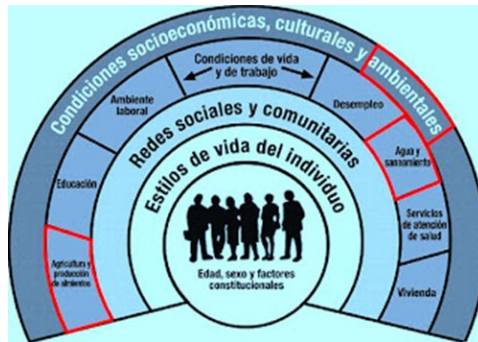 Condiciones socioeconómicas, culturales y ambientales
Condiciones de vida
y de trabajo
Ambiente
laboral
Desempleo
Redes sociales y comunitarias
Agua y
saneamiento
Educación
Estilos de vida del individuo
Servicios
de atención
de salud
Agricultura y
producción
de alimentos
Edad, sexo y factores
constitucionales
Vivienda